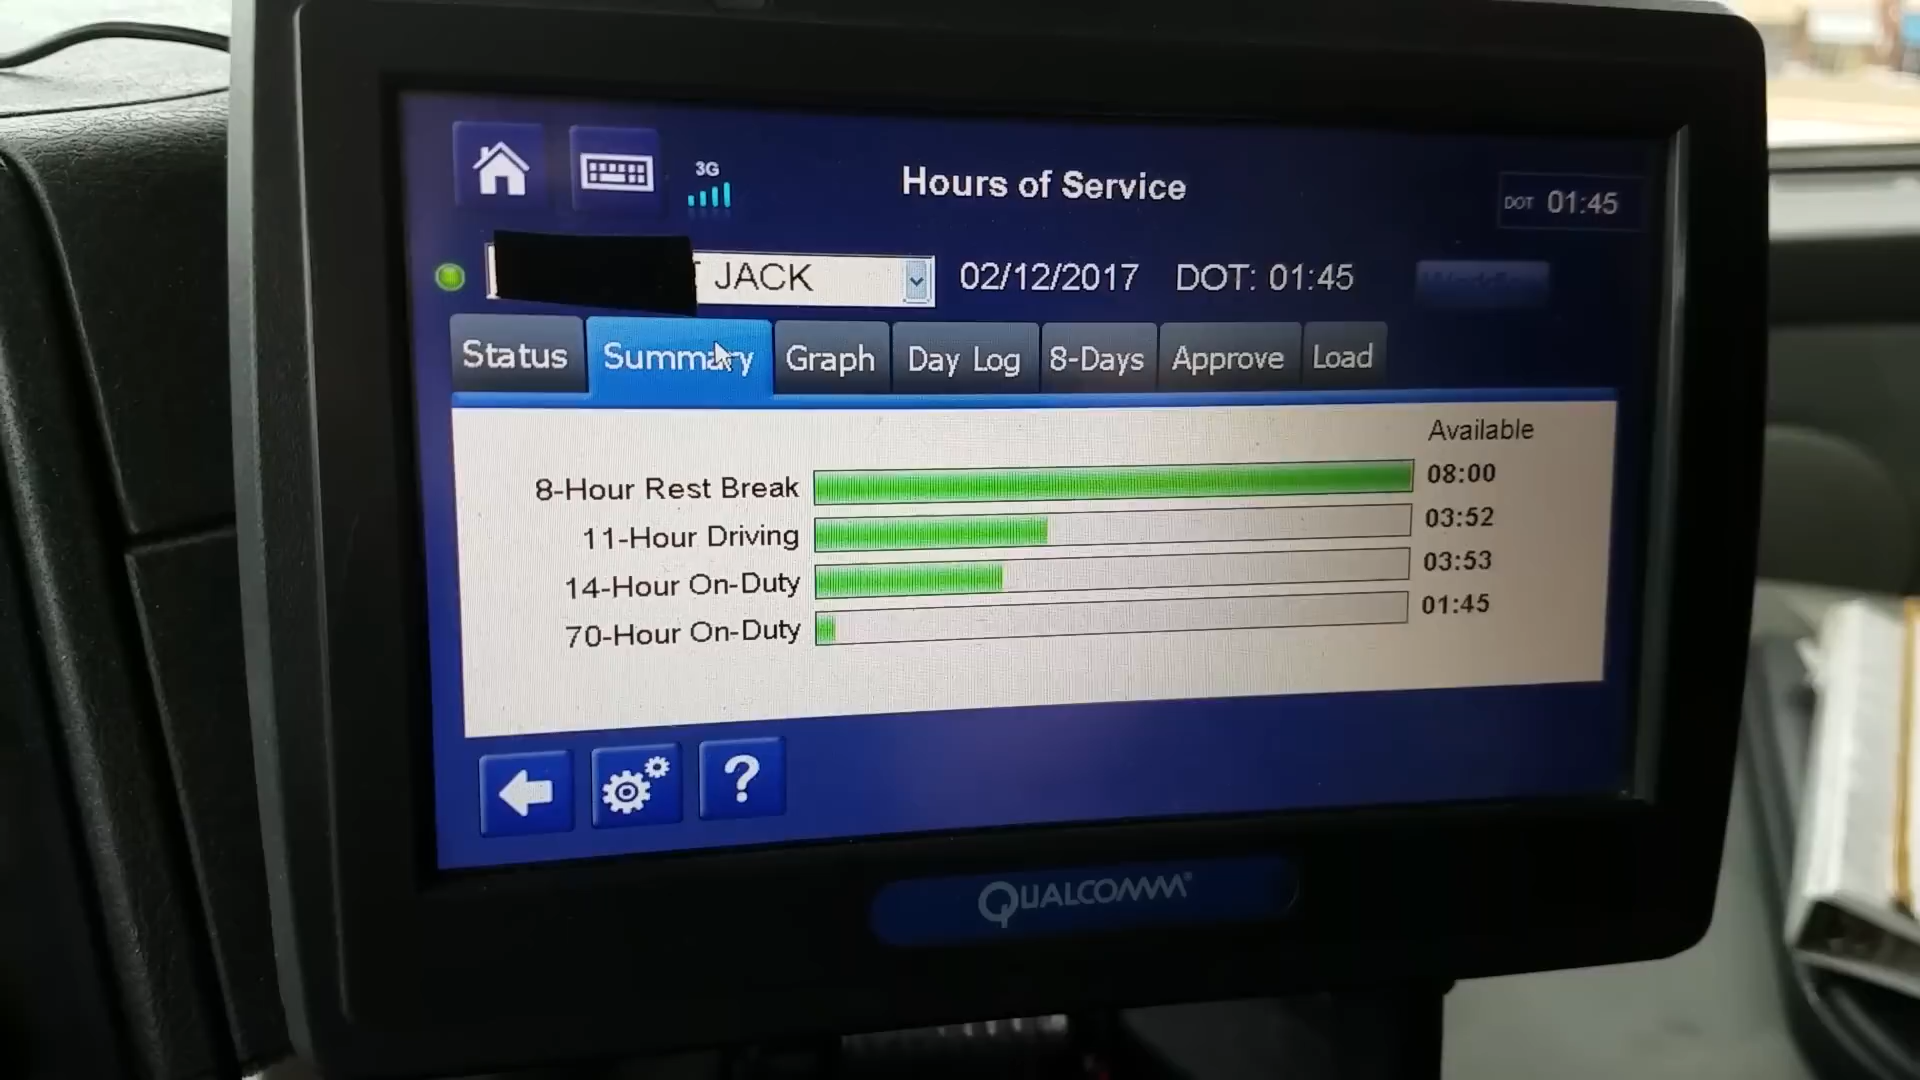 3G
Hours of Service
DOT 01:45
JACK 02/12/2017 DOT: 01:45
Status Summary Graph Day Log 8-Days Approve Load
Available
8-Hour Rest Break 08:00
11-Hour Driving 03:52
14-Hour On-Duty 03:53
70-Hour On-Duty 01:45
?
QUALCOMM®